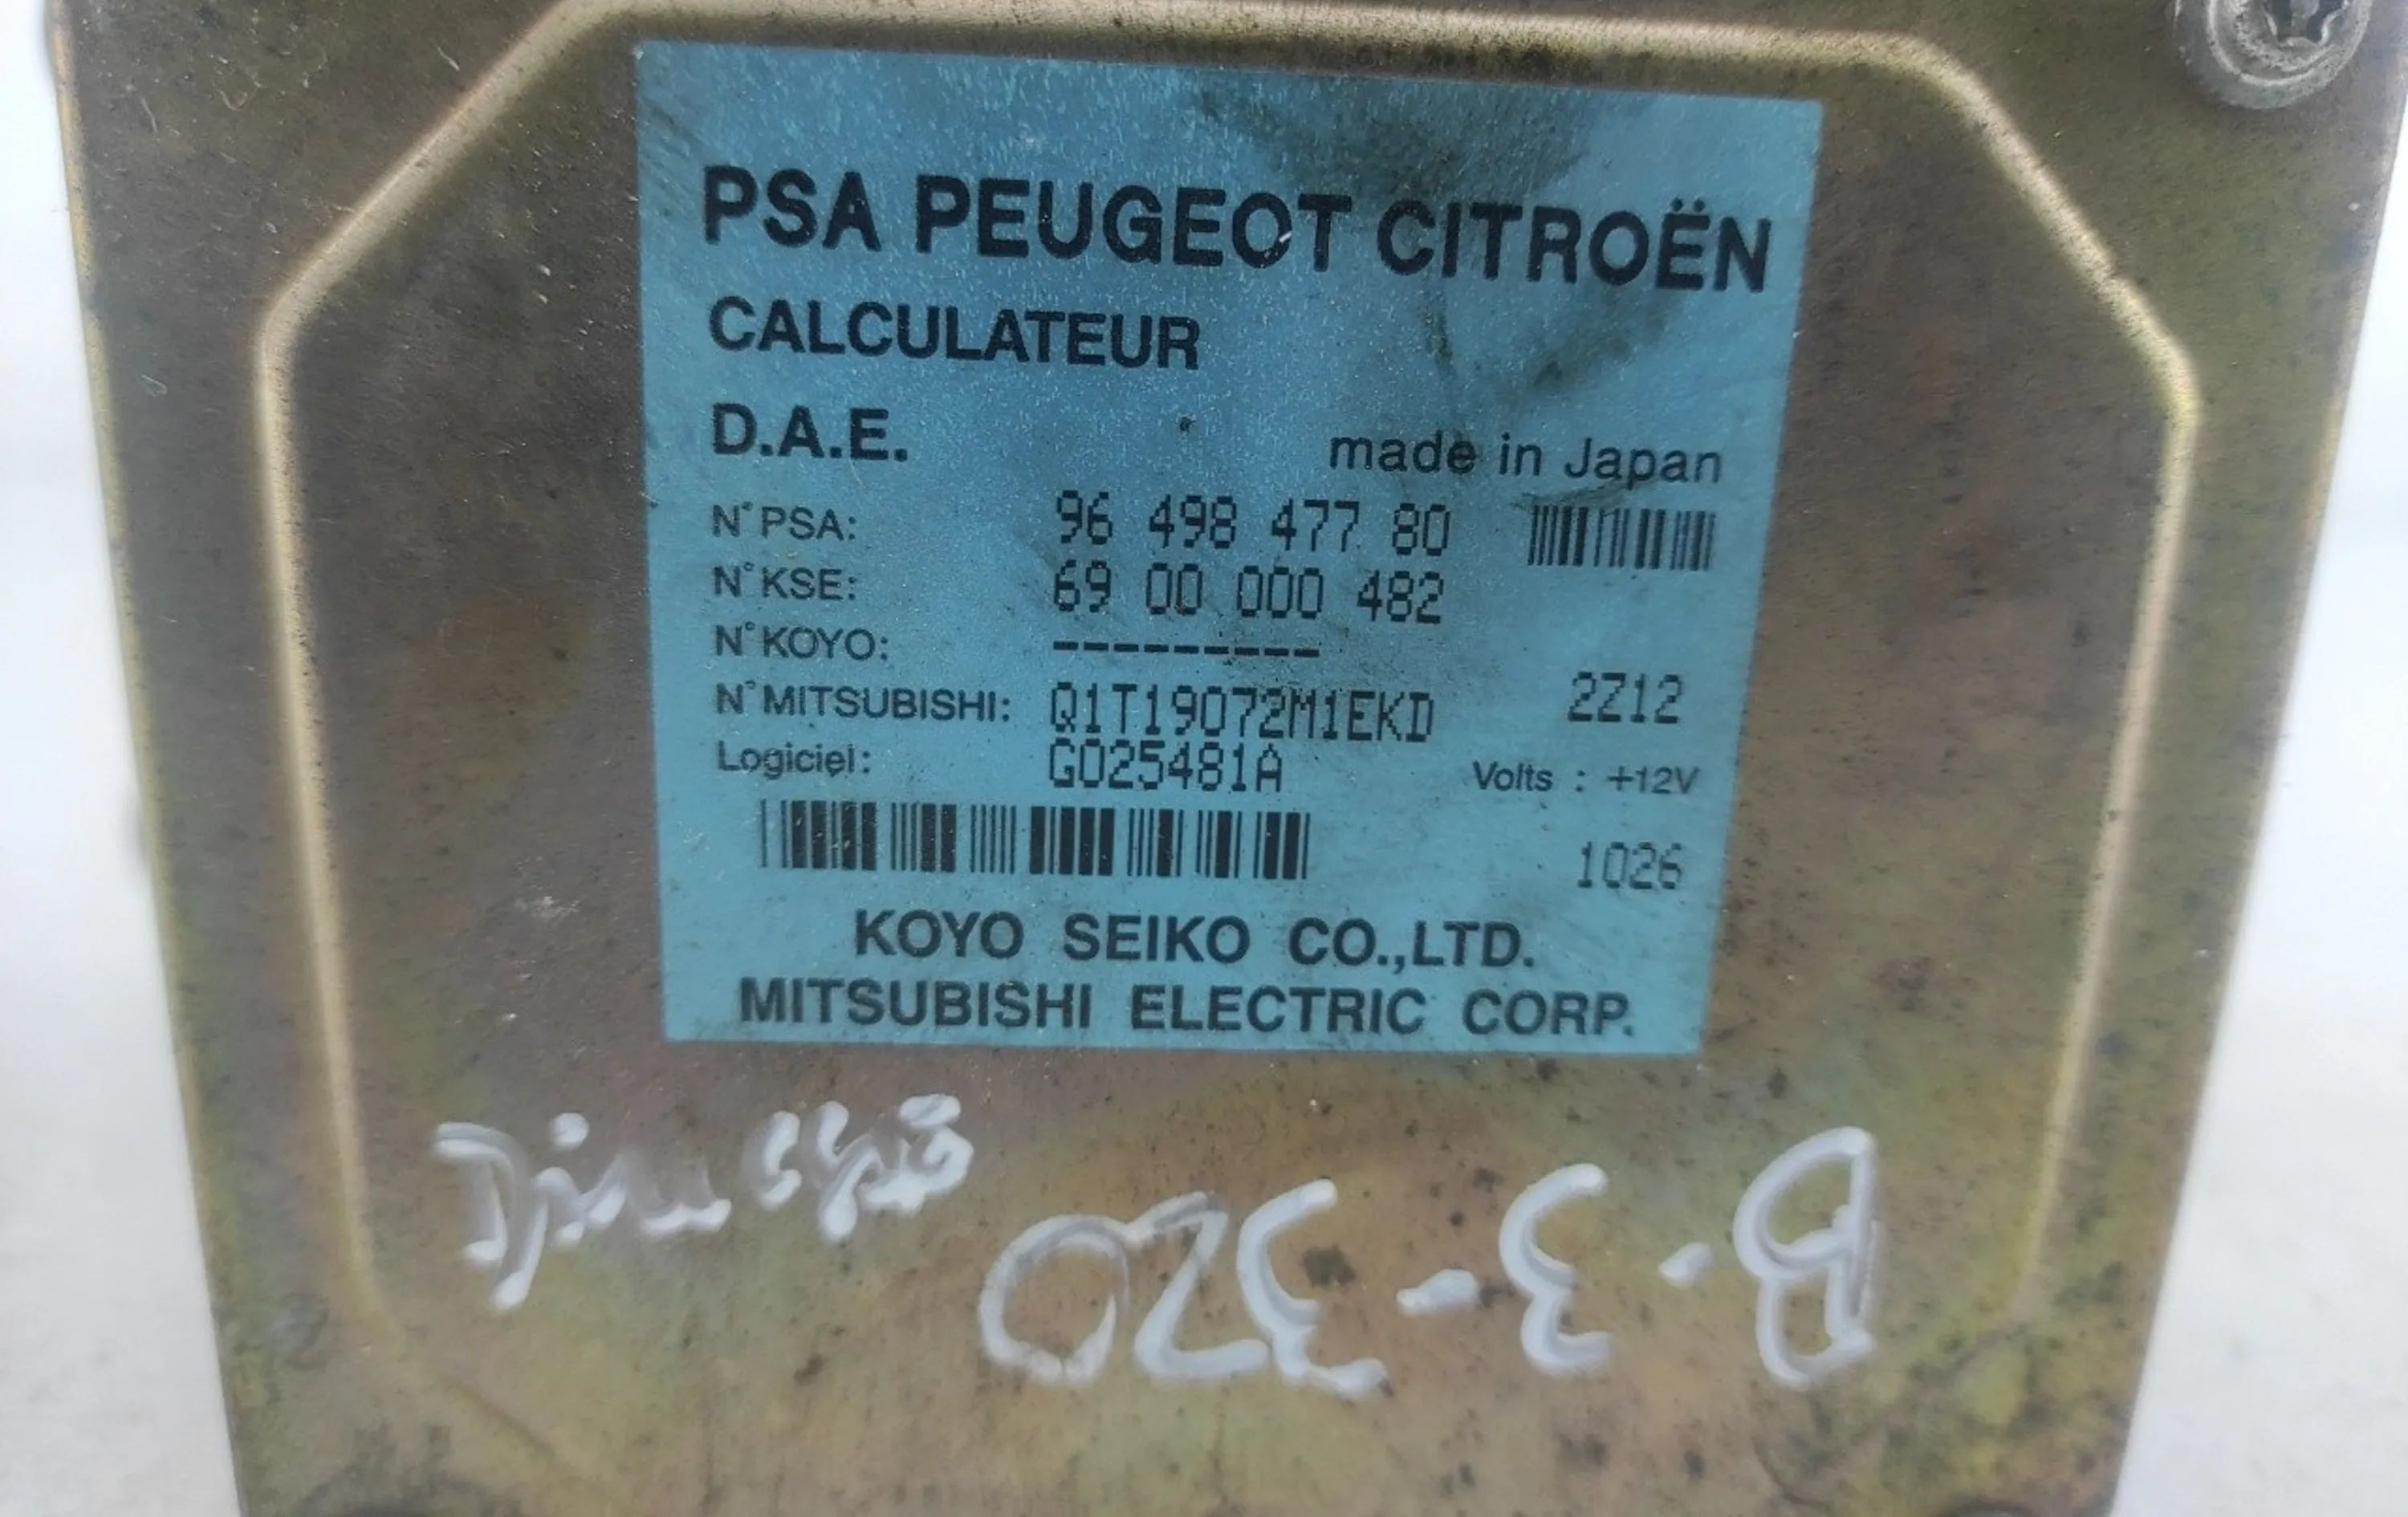 PSA PEUGEOT CITROËN
CALCULATEUR
D.A.E.
made in Japan
N° PSA: 96 498 477 80
N° KSE: 69 00 000 482
N° KOYO: ---------
N° MITSUBISHI: Q1T19072M1EKD 2Z12
Logiciel: G025481A Volts : +12V
1026
KOYO SEIKO CO.,LTD.
MITSUBISHI ELECTRIC CORP.
B-3-320